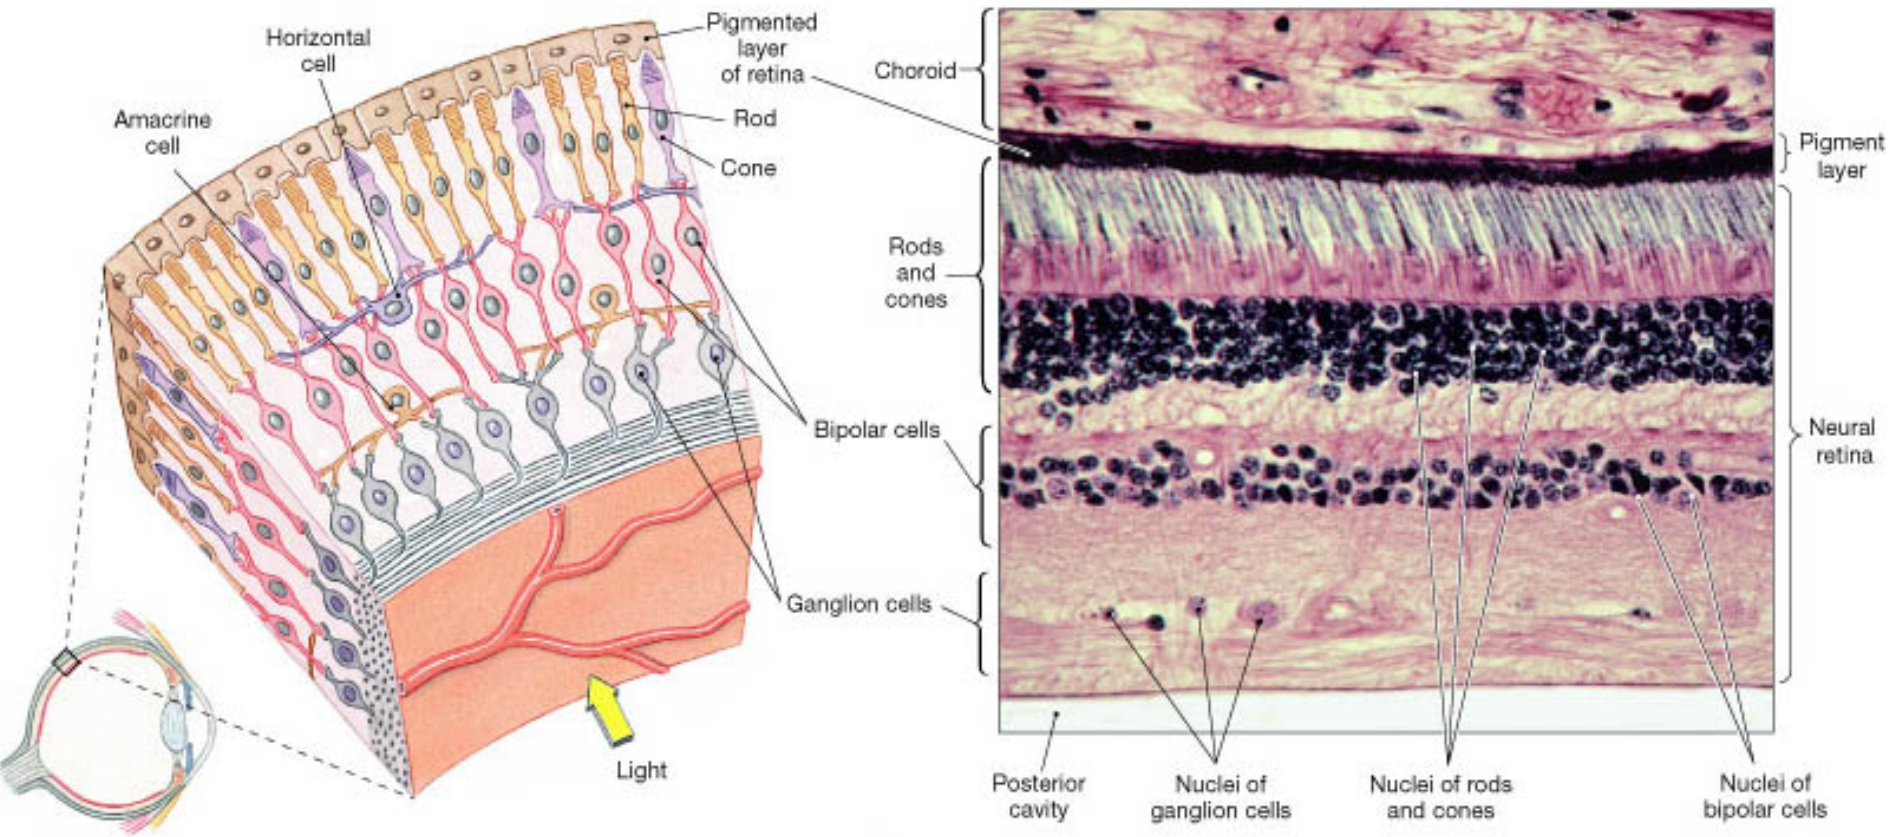 Horizontal
cell
Amacrine
cell
Pigmented
layer
of retina
Rod
Cone
Bipolar cells
Ganglion cells
Light
Choroid
Rods
and
cones
Pigment
layer
Neural
retina
Posterior
cavity
Nuclei of
ganglion cells
Nuclei of rods
and cones
Nuclei of
bipolar cells